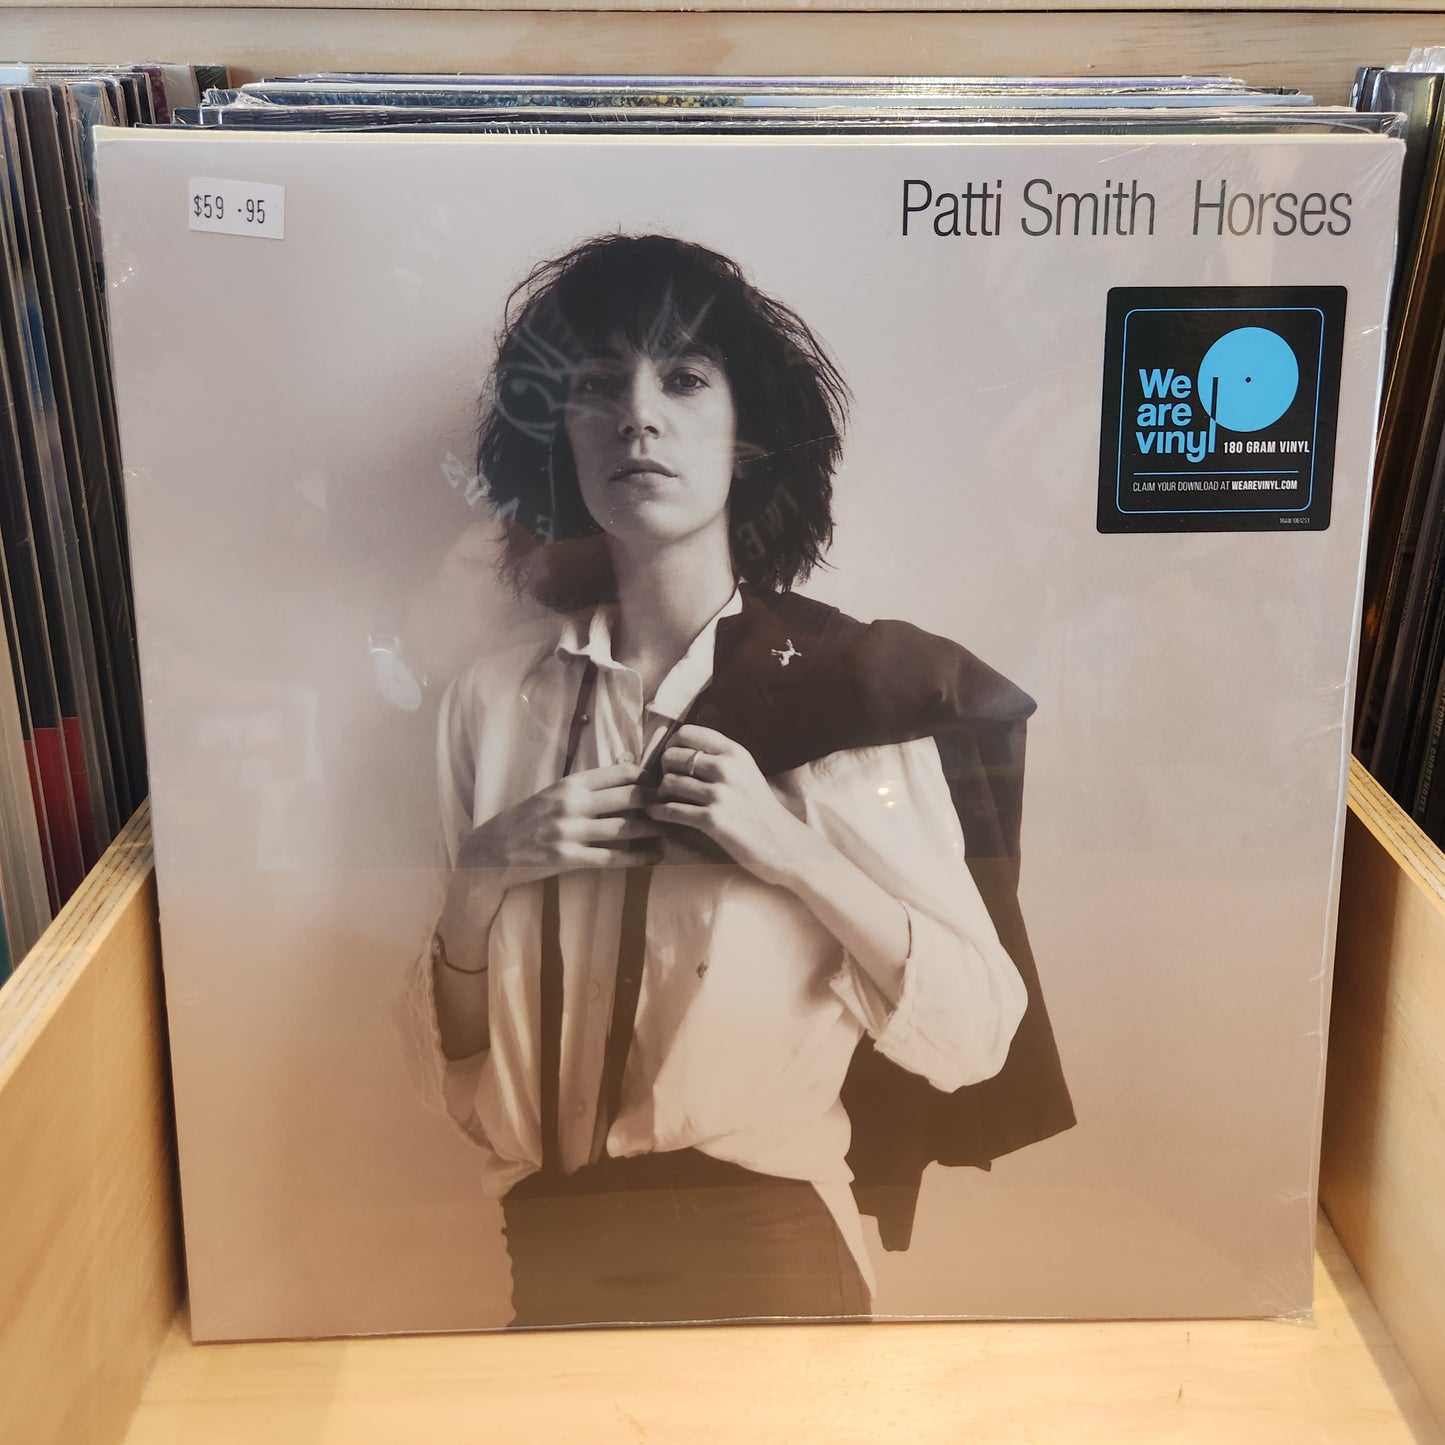 $59 .95
Patti Smith Horses
We
are
vinyl
180 GRAM VINYL
CLAIM YOUR DOWNLOAD AT WEAREVINYL.COM